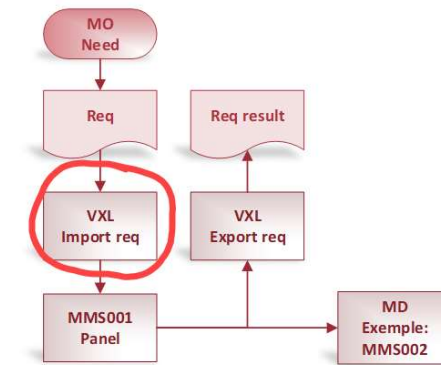 MO
Need
Req
Req result
VXL
Import req
VXL
Export req
MMS001
Panel
MD
Exemple:
MMS002